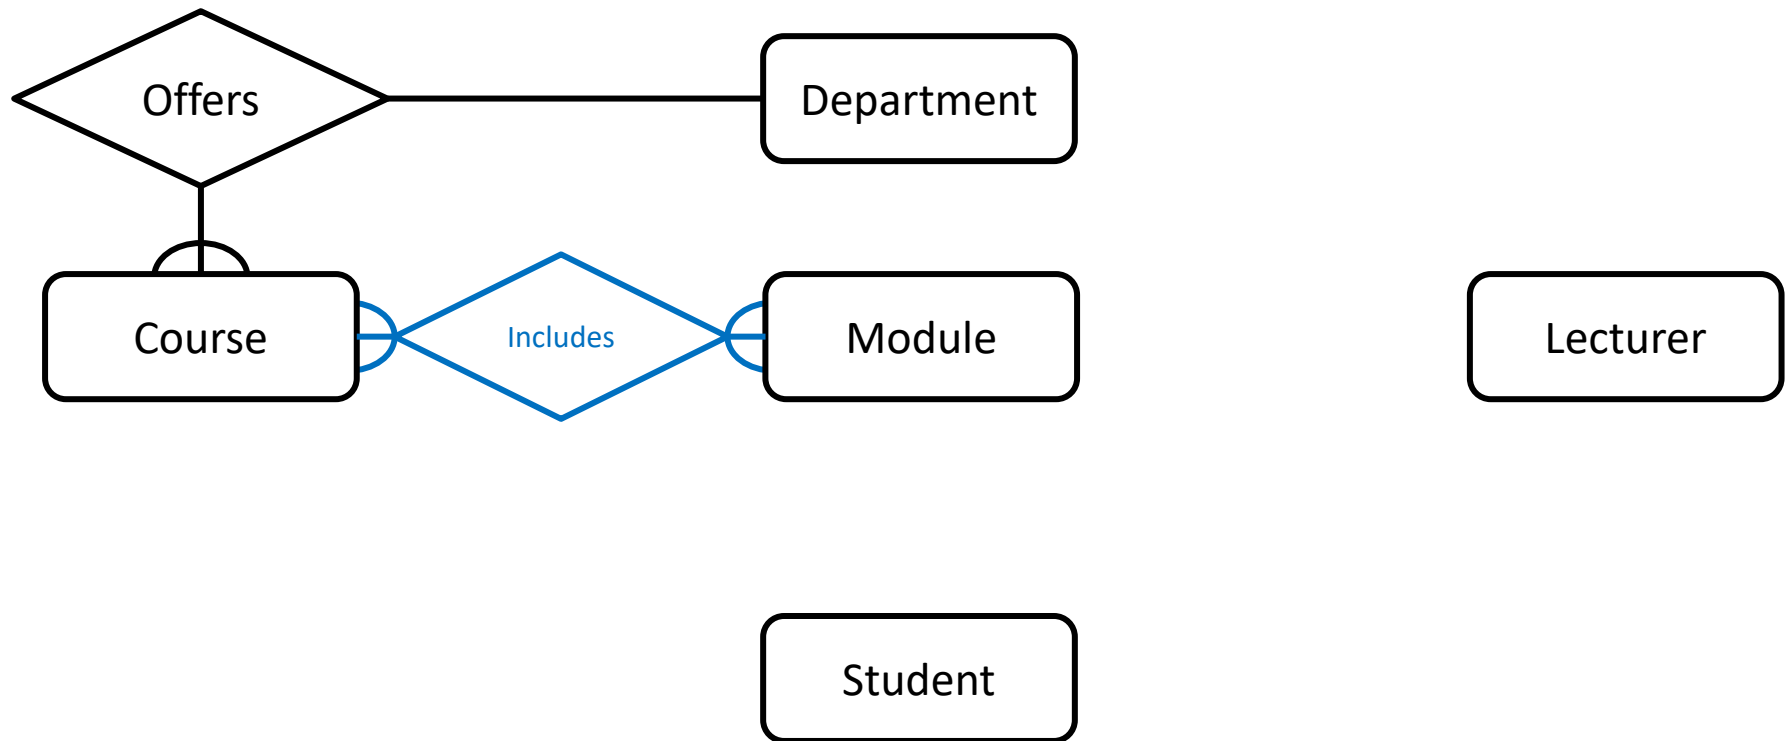 Offers
Department
Course
Includes
Module
Lecturer
Student